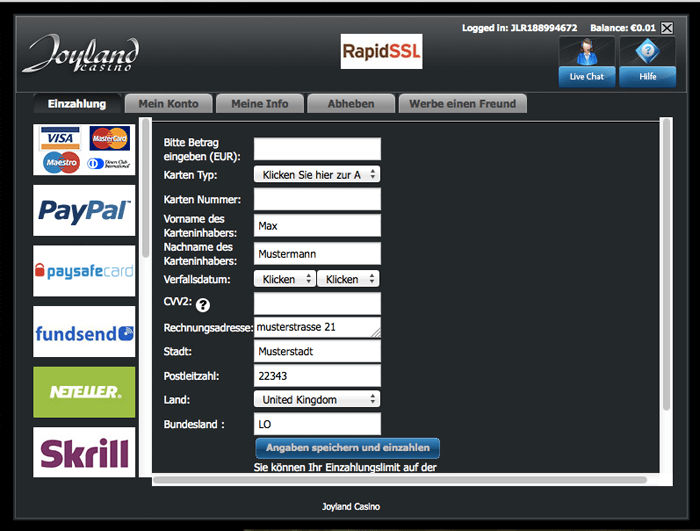 Logged in: JLR188994672 Balance: €0.01
Joyland
casino
RapidSSL
Live Chat
Hilfe
Einzahlung
Mein Konto
Meine Info
Abheben
Werbe einen Freund
VISA
MasterCard
Maestro
Diners Club
International
PayPal
paysafecard
fundsend
NETELLER
Skrill
Bitte Betrag
eingeben (EUR):
Karten Typ: Klicken Sie hier zur A
Karten Nummer:
Vorname des
Karteninhabers: Max
Nachname des
Karteninhabers: Mustermann
Verfallsdatum: Klicken Klicken
CVV2: ?
Rechnungsadresse: musterstrasse 21
Stadt: Musterstadt
Postleitzahl: 22343
Land: United Kingdom
Bundesland : LO
Angaben speichern und einzahlen
Sie können Ihr Einzahlungslimit auf der
Joyland Casino